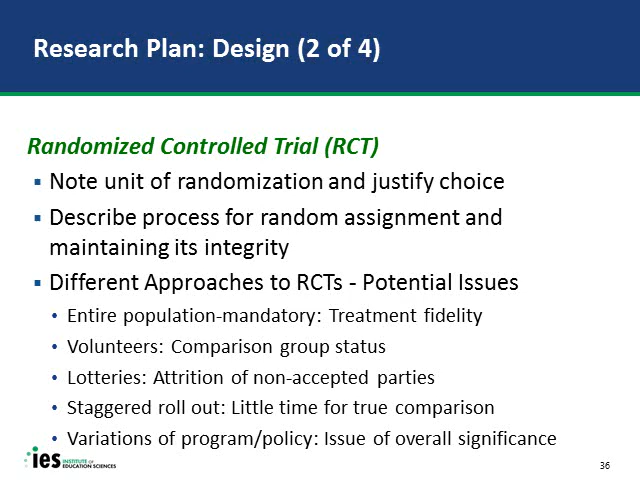 Research Plan: Design (2 of 4)
Randomized Controlled Trial (RCT)
▪ Note unit of randomization and justify choice
▪ Describe process for random assignment and
maintaining its integrity
▪ Different Approaches to RCTs - Potential Issues
• Entire population-mandatory: Treatment fidelity
• Volunteers: Comparison group status
• Lotteries: Attrition of non-accepted parties
• Staggered roll out: Little time for true comparison
• Variations of program/policy: Issue of overall significance
ies INSTITUTE OF
EDUCATION SCIENCES
36